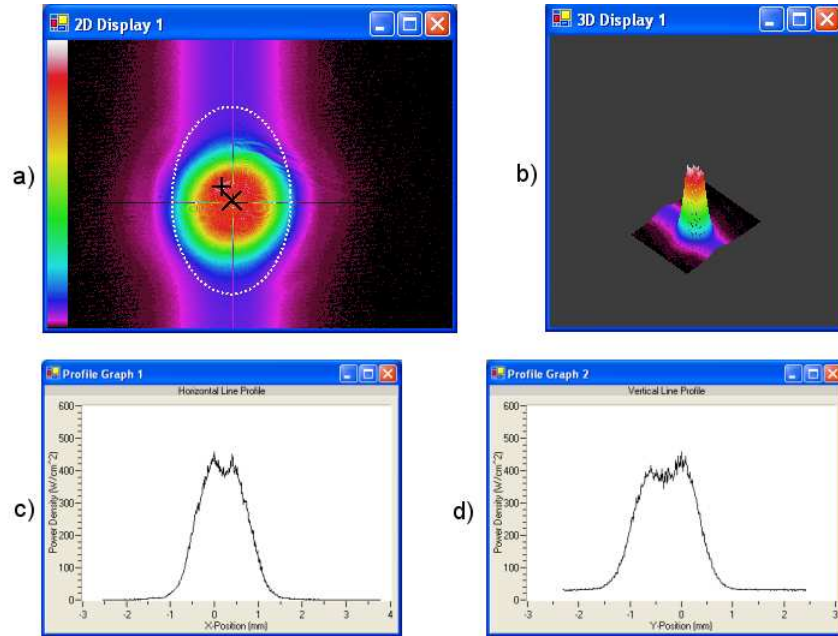 2D Display 1
3D Display 1
a)
b)
Profile Graph 1
Horizontal Line Profile
600
500
400
300
200
100
0
Power Density (W/cm^2)
-3
-2
-1
0
1
2
3
4
X-Position (mm)
c)
Profile Graph 2
Vertical Line Profile
600
500
400
300
200
100
0
Power Density (W/cm^2)
-3
-2
-1
0
1
2
3
Y-Position (mm)
d)